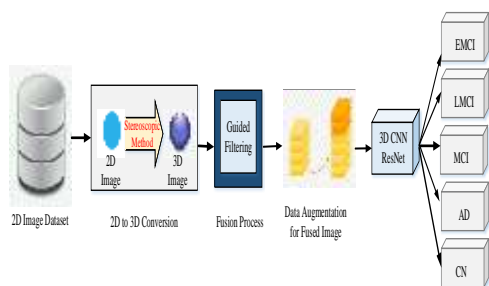 2D Image Dataset
2D
Image
Stereoscopic
Method
3D
Image
2D to 3D Conversion
Guided
Filtering
Fusion Process
Data Augmentation
for Fused Image
3D CNN
ResNet
EMCI
LMCI
MCI
AD
CN